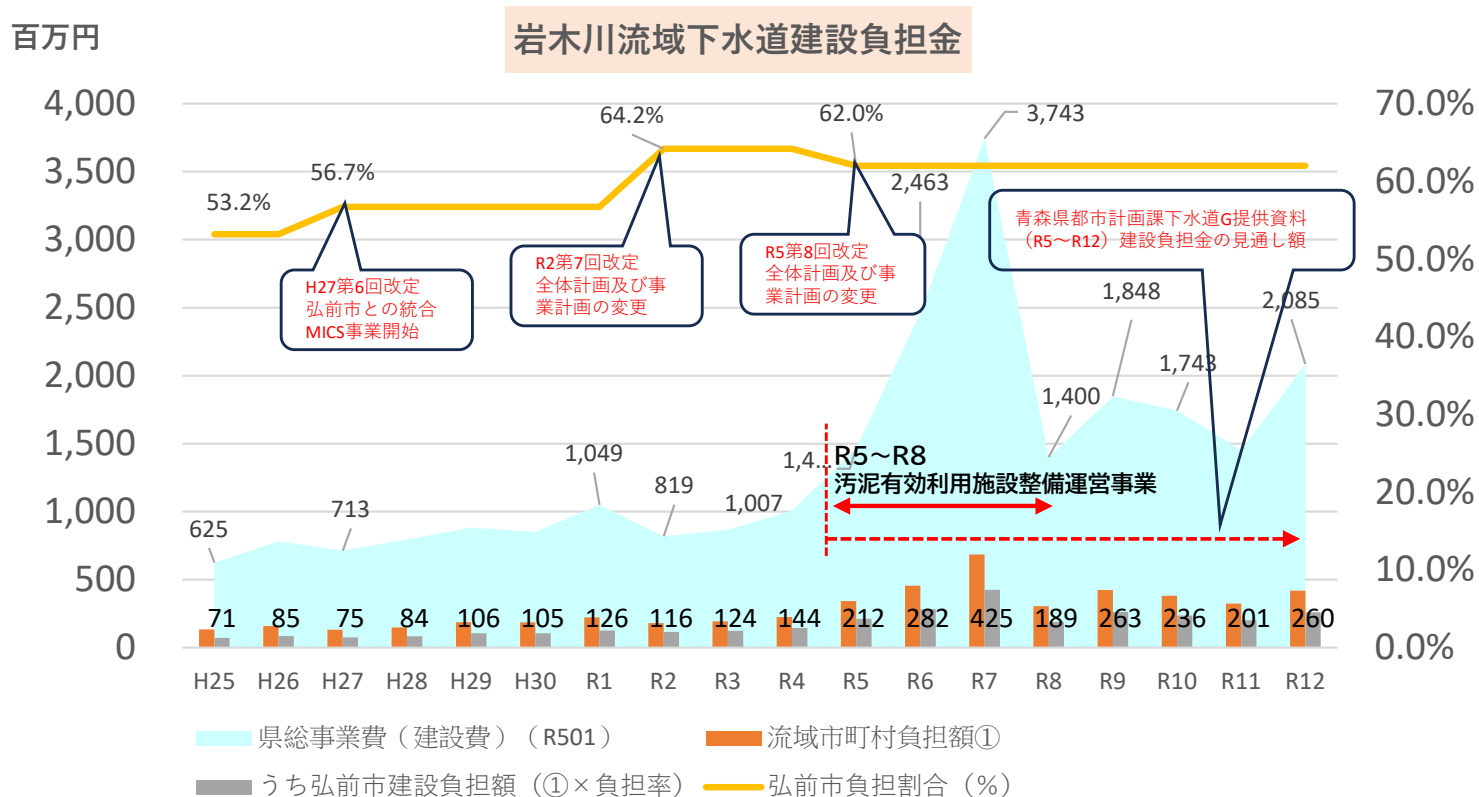 百万円
岩木川流域下水道建設負担金
4,000
3,500
3,000
2,500
2,000
1,500
1,000
500
0
70.0%
60.0%
50.0%
40.0%
30.0%
20.0%
10.0%
0.0%
53.2%
56.7%
64.2%
62.0%
H27第6回改定
弘前市との統合
MICS事業開始
R2第7回改定
全体計画及び事
業計画の変更
R5第8回改定
全体計画及び事
業計画の変更
青森県都市計画課下水道G提供資料
（R5～R12）建設負担金の見通し額
625
713
1,049
819
1,007
1,4...
2,463
3,743
1,400
1,848
1,743
2,085
R5～R8
汚泥有効利用施設整備運営事業
71
85
75
84
106
105
126
116
124
144
212
282
425
189
263
236
201
260
H25
H26
H27
H28
H29
H30
R1
R2
R3
R4
R5
R6
R7
R8
R9
R10
R11
R12
県総事業費（建設費）（R501）
流域市町村負担額①
うち弘前市建設負担額（①×負担率）
弘前市負担割合（%）